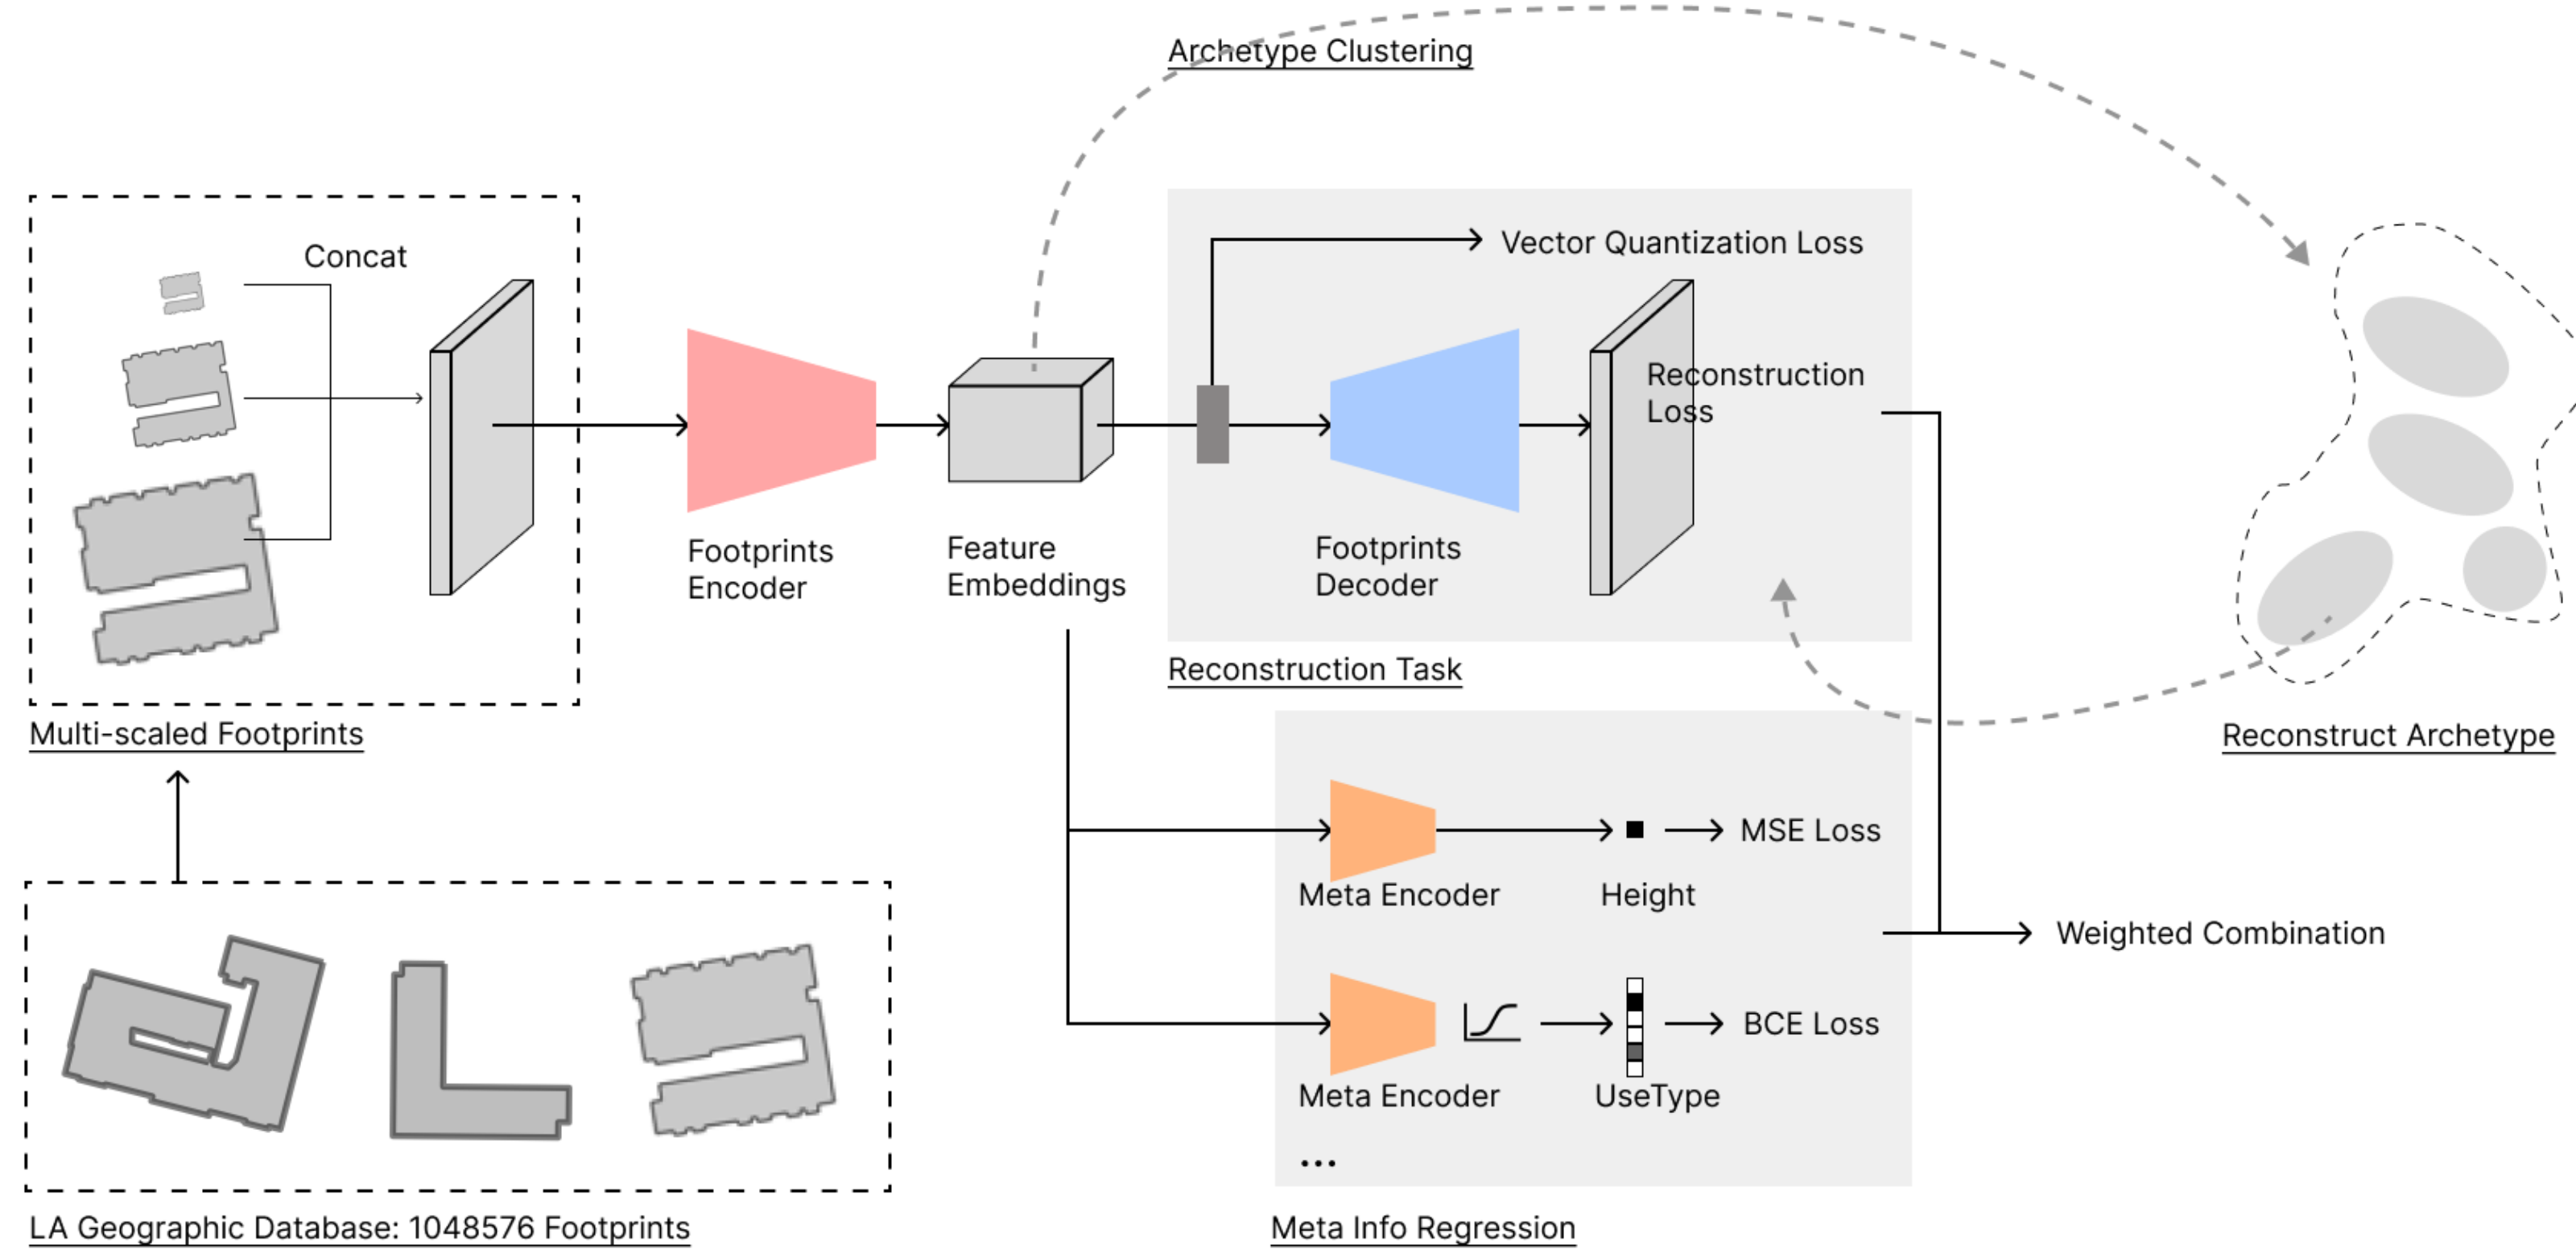 Archetype Clustering
Concat
Vector Quantization Loss
Reconstruction
Loss
Footprints
Encoder
Feature
Embeddings
Footprints
Decoder
Reconstruction Task
Multi-scaled Footprints
Reconstruct Archetype
MSE Loss
Meta Encoder
Height
Weighted Combination
BCE Loss
Meta Encoder
UseType
...
LA Geographic Database: 1048576 Footprints
Meta Info Regression